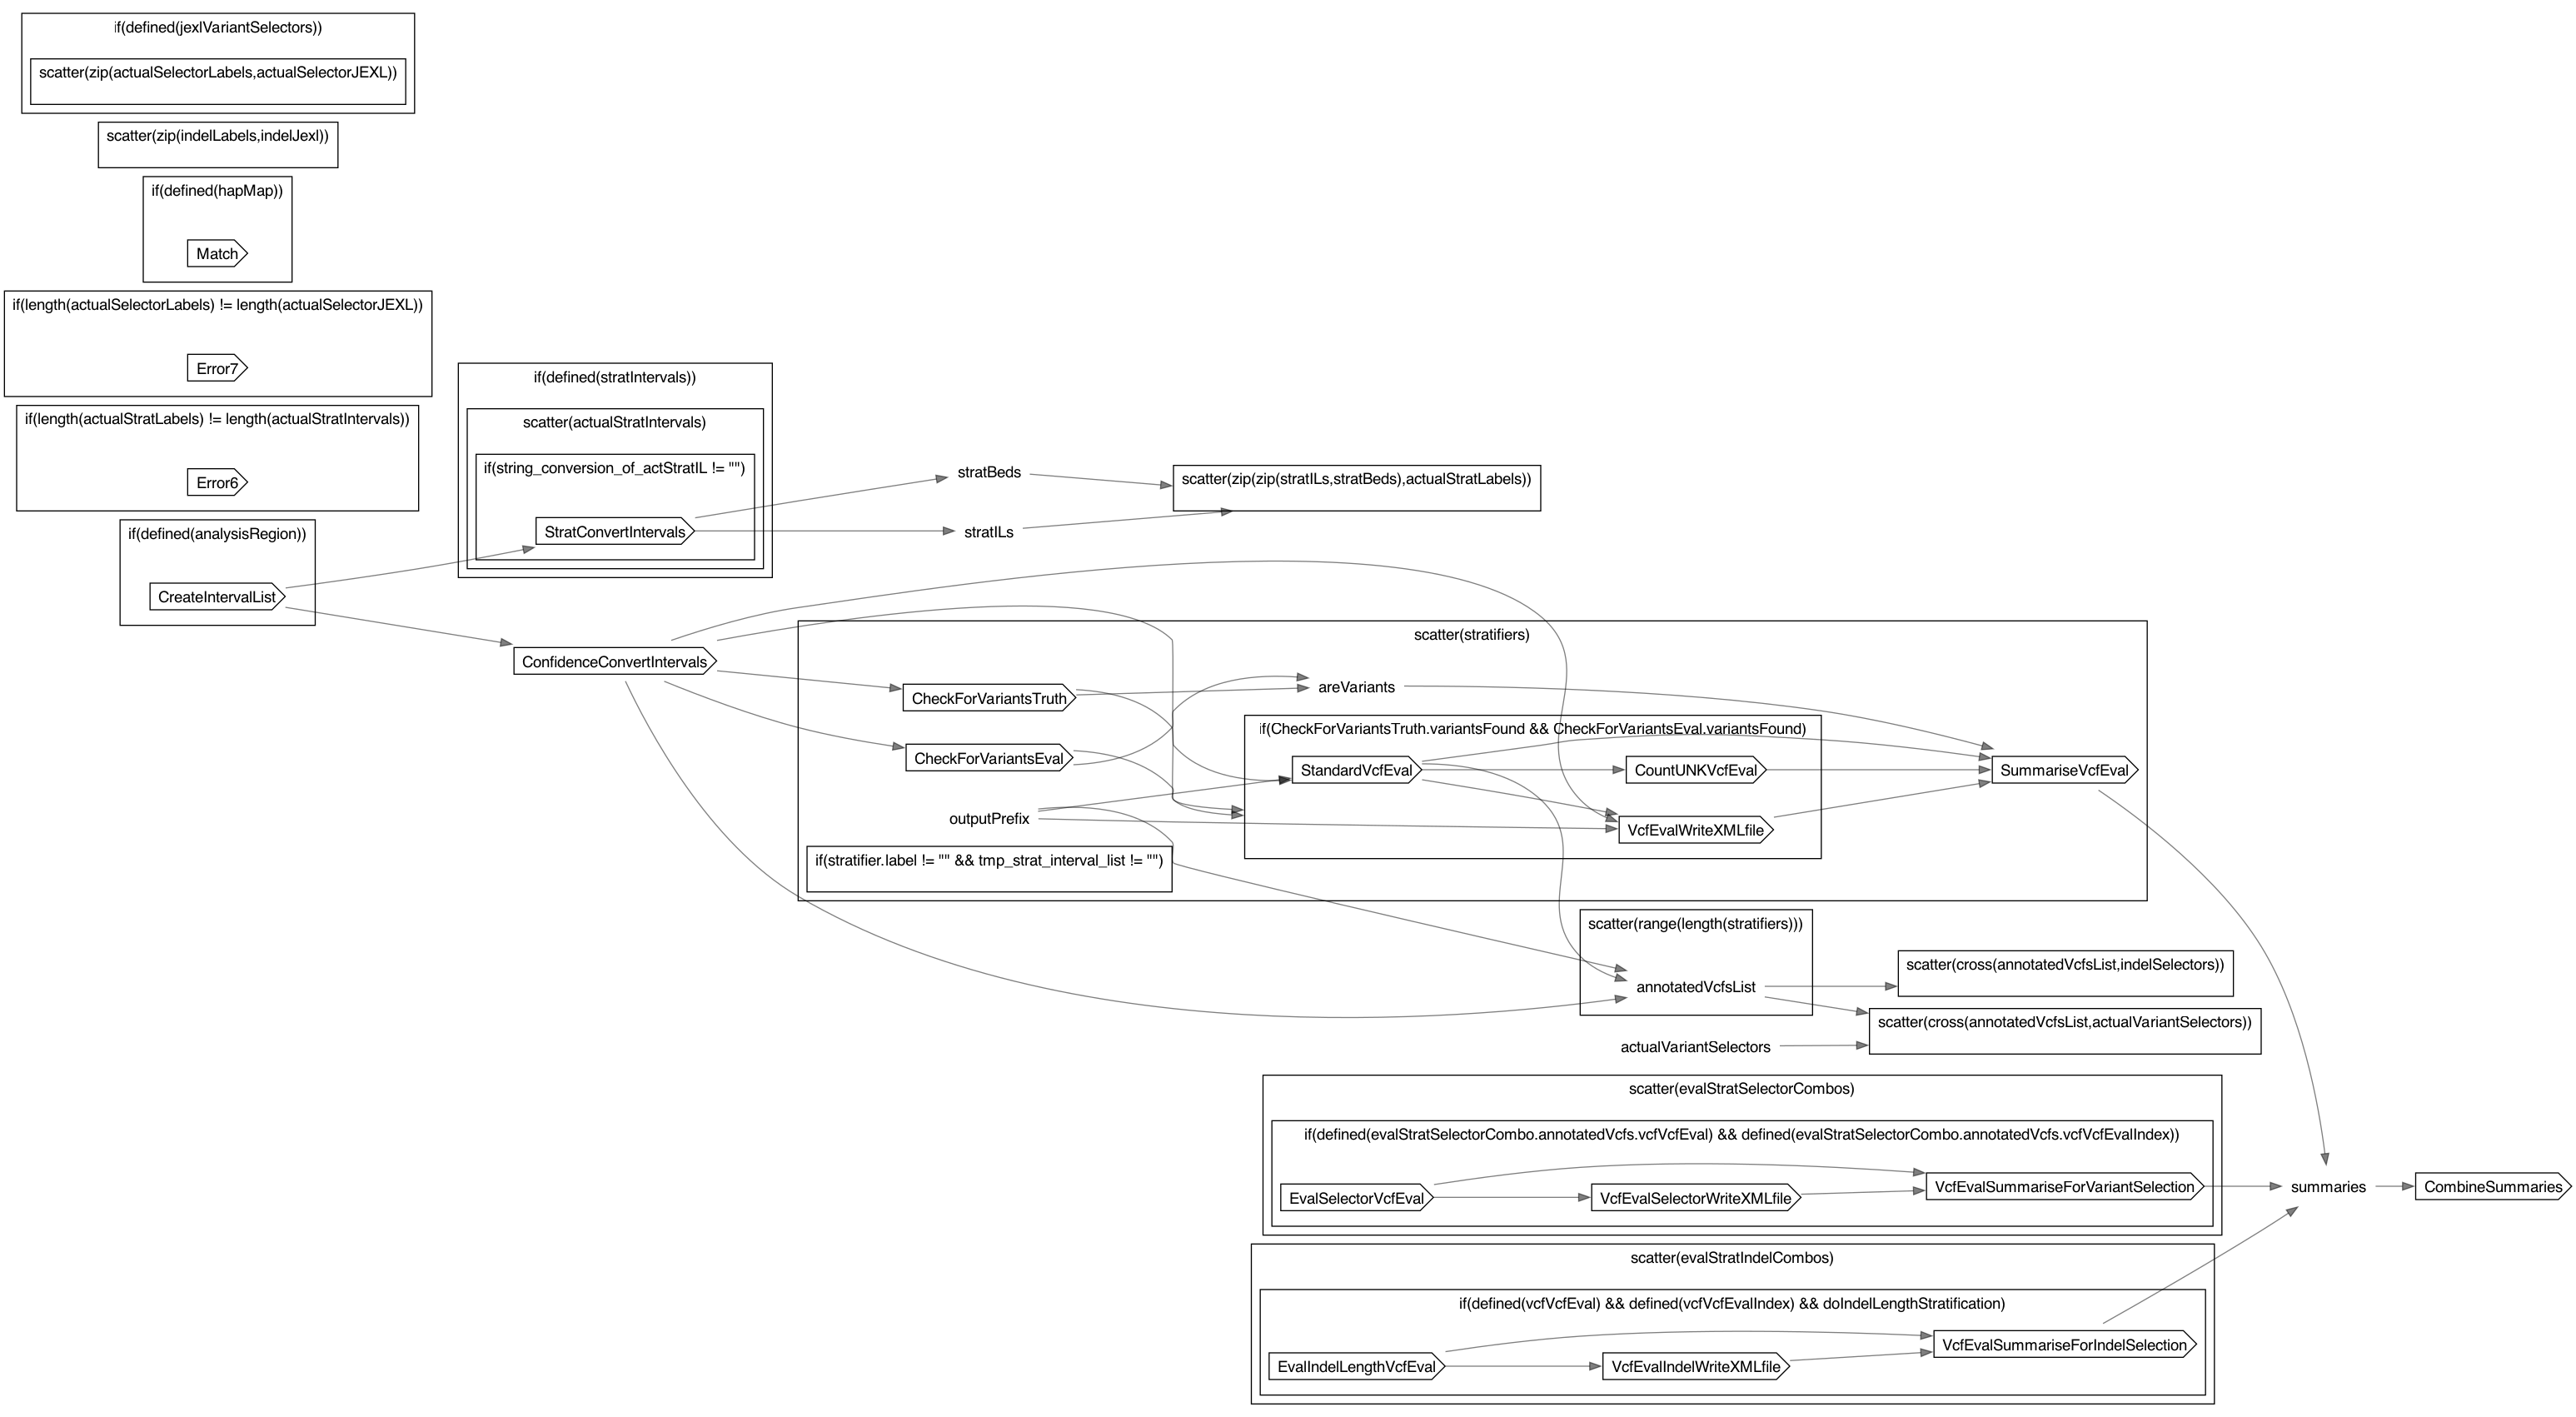 if(defined(jexlVariantSelectors))
scatter(zip(actualSelectorLabels,actualSelectorJEXL))
scatter(zip(indelLabels,indelJexl))
if(defined(hapMap))
Match
if(length(actualSelectorLabels) != length(actualSelectorJEXL))
Error7
if(length(actualStratLabels) != length(actualStratIntervals))
Error6
if(defined(analysisRegion))
CreateIntervalList
if(defined(stratIntervals))
scatter(actualStratIntervals)
if(string_conversion_of_actStratIL != "")
StratConvertIntervals
stratBeds
stratILs
scatter(zip(zip(stratILs,stratBeds),actualStratLabels))
ConfidenceConvertIntervals
scatter(stratifiers)
CheckForVariantsTruth
areVariants
CheckForVariantsEval
if(CheckForVariantsTruth.variantsFound && CheckForVariantsEval.variantsFound)
StandardVcfEval
CountUNKVcfEval
SummariseVcfEval
outputPrefix
VcfEvalWriteXMLfile
if(stratifier.label != "" && tmp_strat_interval_list != "")
scatter(range(length(stratifiers)))
annotatedVcfsList
scatter(cross(annotatedVcfsList,indelSelectors))
scatter(cross(annotatedVcfsList,actualVariantSelectors))
actualVariantSelectors
scatter(evalStratSelectorCombos)
if(defined(evalStratSelectorCombo.annotatedVcfs.vcfVcfEval) && defined(evalStratSelectorCombo.annotatedVcfs.vcfVcfEvalIndex))
EvalSelectorVcfEval
VcfEvalSelectorWriteXMLfile
VcfEvalSummariseForVariantSelection
summaries
CombineSummaries
scatter(evalStratIndelCombos)
if(defined(vcfVcfEval) && defined(vcfVcfEvalIndex) && doIndelLengthStratification)
EvalIndelLengthVcfEval
VcfEvalIndelWriteXMLfile
VcfEvalSummariseForIndelSelection